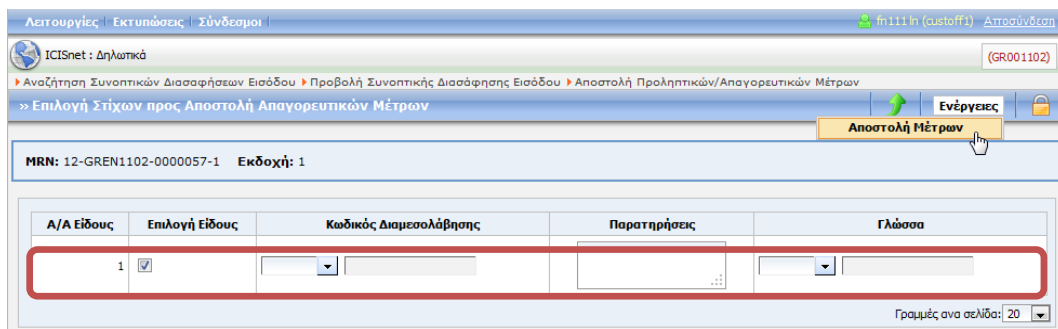 Λειτουργίες | Εκτυπώσεις | Σύνδεσμοι | fn111 ln (custoff1) Αποσύνδεση
ICISnet : Δηλωτικά (GR001102)
Αναζήτηση Συνοπτικών Διασαφήσεων Εισόδου Προβολή Συνοπτικής Διασάφησης Εισόδου Αποστολή Προληπτικών/Απαγορευτικών Μέτρων
» Επιλογή Στίχων προς Αποστολή Απαγορευτικών Μέτρων Ενέργειες
Αποστολή Μέτρων
MRN: 12-GREN1102-0000057-1 Εκδοχή: 1
Α/Α Είδους Επιλογή Είδους Κωδικός Διαμεσολάβησης Παρατηρήσεις Γλώσσα
1
Γραμμές ανα σελίδα: 20